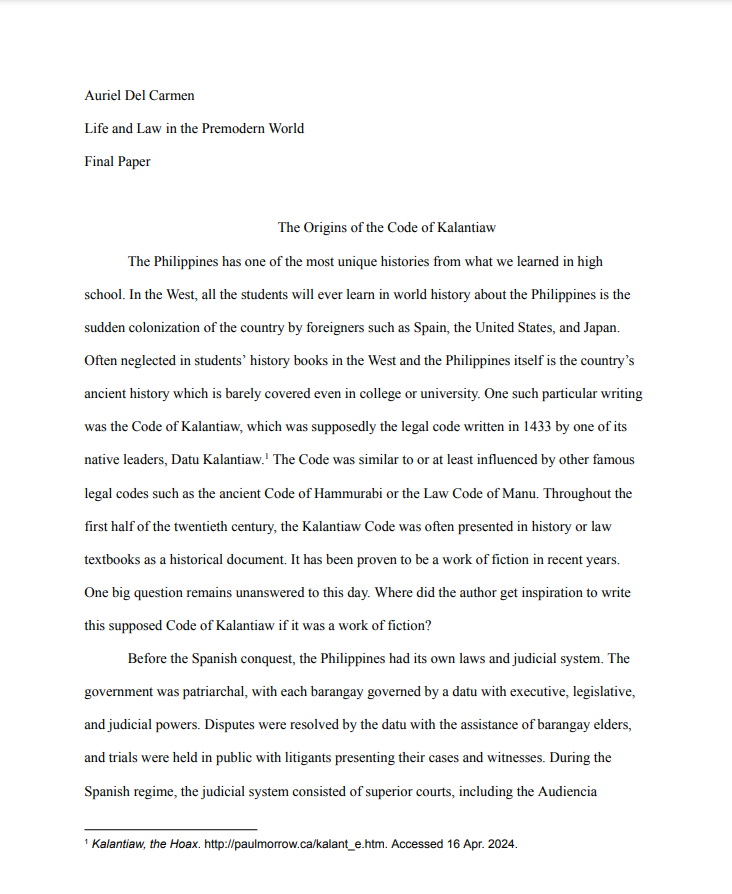 Auriel Del Carmen
Life and Law in the Premodern World
Final Paper
The Origins of the Code of Kalantiaw
The Philippines has one of the most unique histories from what we learned in high
school. In the West, all the students will ever learn in world history about the Philippines is the
sudden colonization of the country by foreigners such as Spain, the United States, and Japan.
Often neglected in students’ history books in the West and the Philippines itself is the country’s
ancient history which is barely covered even in college or university. One such particular writing
was the Code of Kalantiaw, which was supposedly the legal code written in 1433 by one of its
native leaders, Datu Kalantiaw.¹ The Code was similar to or at least influenced by other famous
legal codes such as the ancient Code of Hammurabi or the Law Code of Manu. Throughout the
first half of the twentieth century, the Kalantiaw Code was often presented in history or law
textbooks as a historical document. It has been proven to be a work of fiction in recent years.
One big question remains unanswered to this day. Where did the author get inspiration to write
this supposed Code of Kalantiaw if it was a work of fiction?
Before the Spanish conquest, the Philippines had its own laws and judicial system. The
government was patriarchal, with each barangay governed by a datu with executive, legislative,
and judicial powers. Disputes were resolved by the datu with the assistance of barangay elders,
and trials were held in public with litigants presenting their cases and witnesses. During the
Spanish regime, the judicial system consisted of superior courts, including the Audiencia
¹ Kalantiaw, the Hoax. http://paulmorrow.ca/kalant_e.htm. Accessed 16 Apr. 2024.